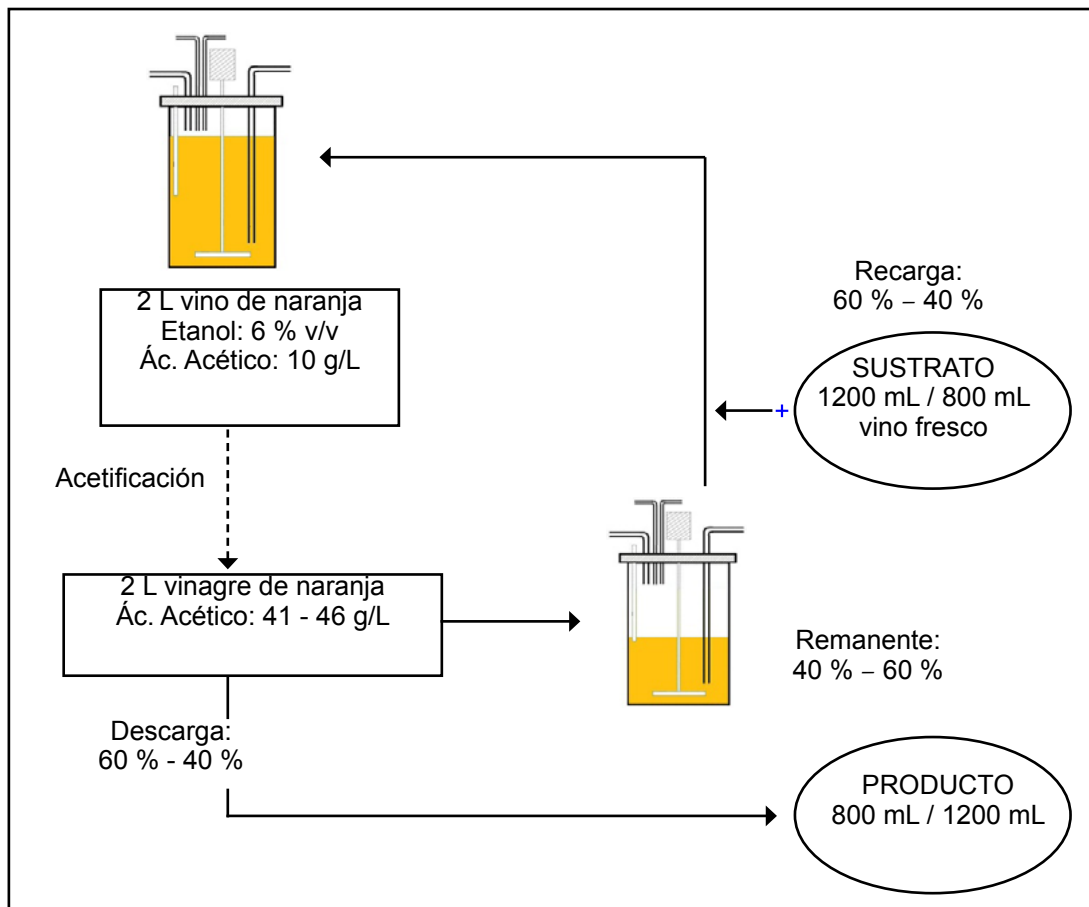 2 L vino de naranja
Etanol: 6 % v/v
Ác. Acético: 10 g/L
Recarga:
60 % – 40 %
SUSTRATO
1200 mL / 800 mL
vino fresco
+
Acetificación
2 L vinagre de naranja
Ác. Acético: 41 - 46 g/L
Remanente:
40 % – 60 %
Descarga:
60 % - 40 %
PRODUCTO
800 mL / 1200 mL